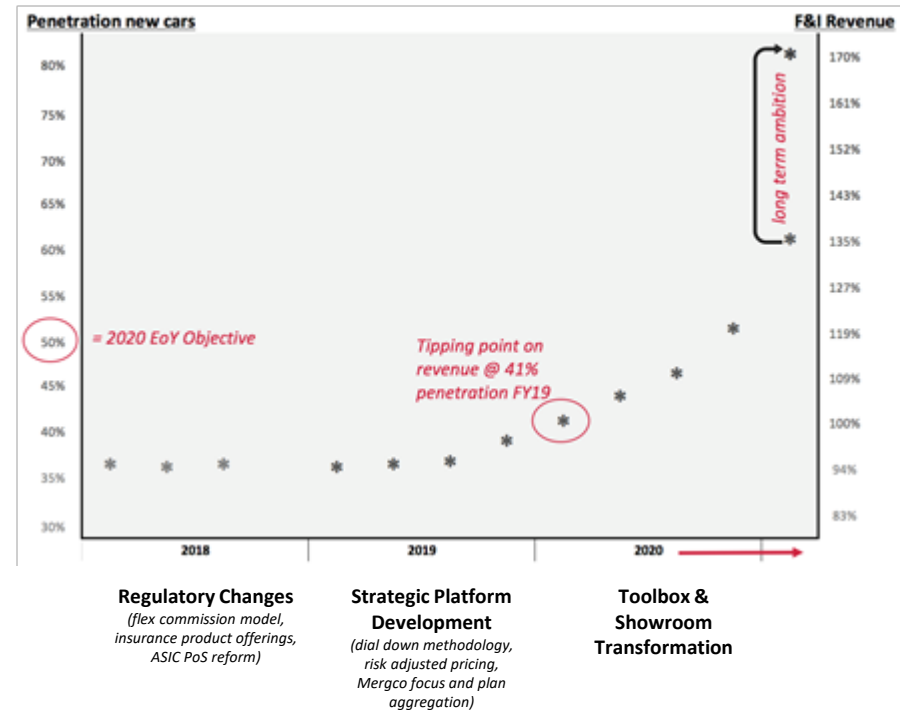 Penetration new cars
F&I Revenue
80%
75%
70%
65%
60%
55%
50%
45%
40%
35%
30%
170%
161%
152%
143%
135%
127%
119%
109%
100%
94%
83%
long term ambition
= 2020 EoY Objective
Tipping point on
revenue @ 41%
penetration FY19
2018
2019
2020
Regulatory Changes
(flex commission model,
insurance product offerings,
ASIC PoS reform)
Strategic Platform
Development
(dial down methodology,
risk adjusted pricing,
Mergco focus and plan
aggregation)
Toolbox &
Showroom
Transformation